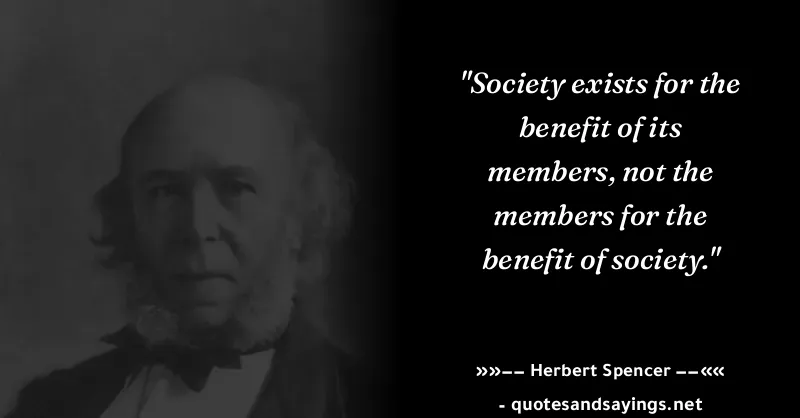 "Society exists for the
benefit of its
members, not the
members for the
benefit of society."
»»—— Herbert Spencer ——««
- quotesandsayings.net